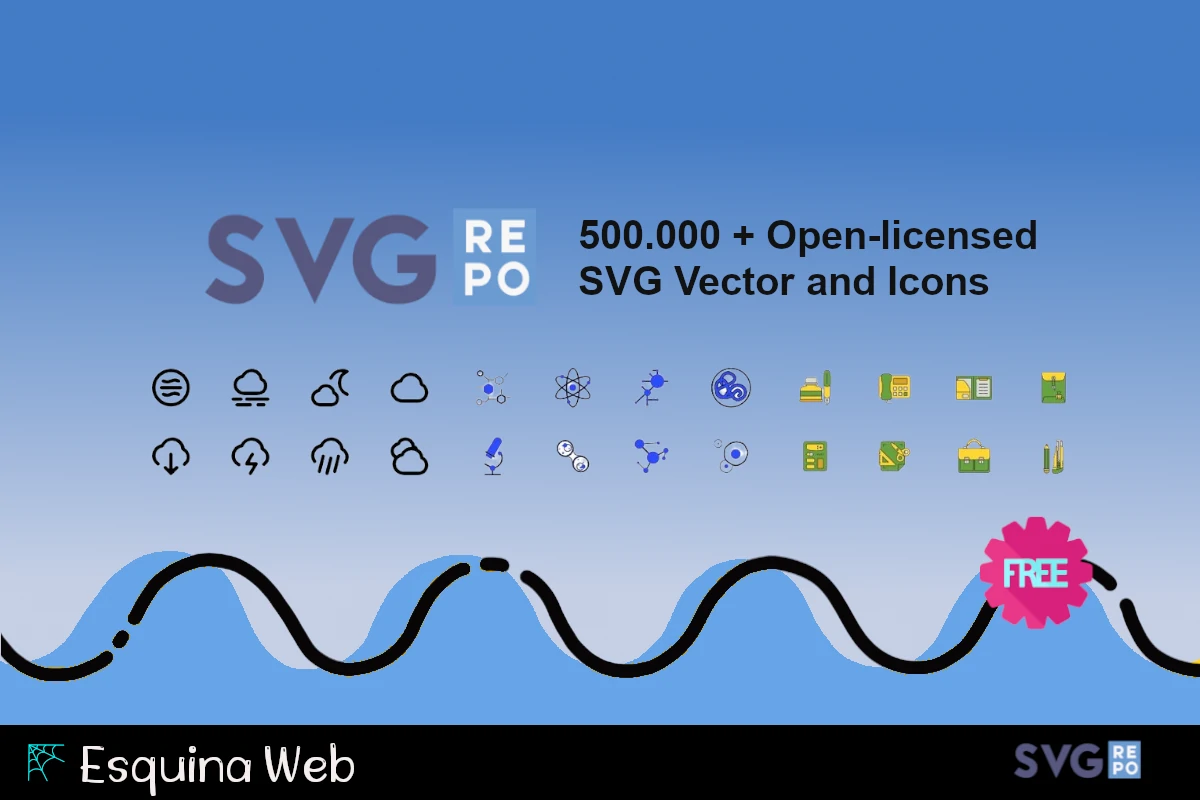 SVG RE
PO
500.000 + Open-licensed
SVG Vector and Icons
FREE
Esquina Web
SVG RE
PO